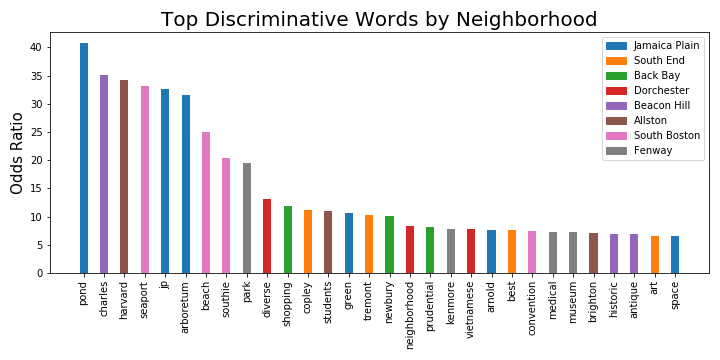 Top Discriminative Words by Neighborhood
Odds Ratio
40
35
30
25
20
15
10
5
0
Jamaica Plain
South End
Back Bay
Dorchester
Beacon Hill
Allston
South Boston
Fenway
pond
charles
harvard
seaport
jp
arboretum
beach
southie
park
diverse
shopping
copley
students
green
tremont
newbury
neighborhood
prudential
kenmore
vietnamese
arnold
best
convention
medical
museum
brighton
historic
antique
art
space